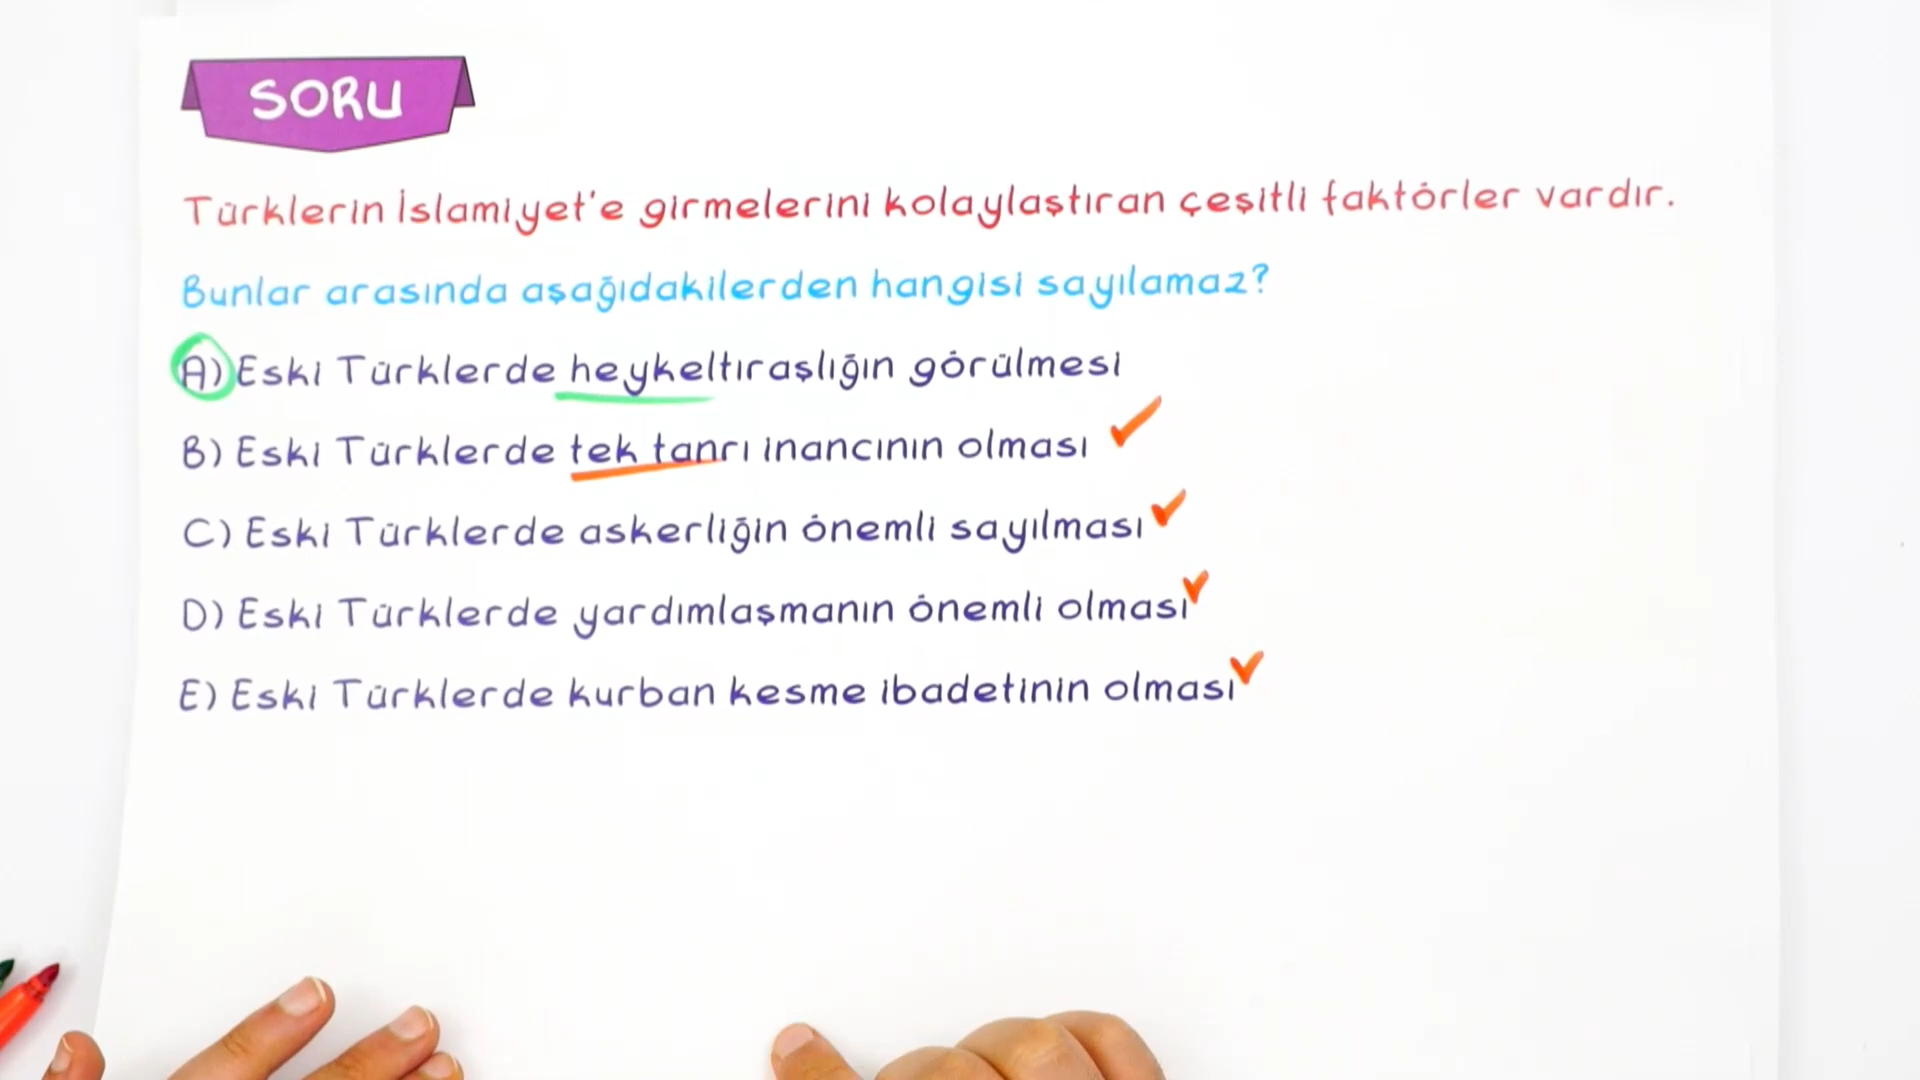 SORU
Türklerin İslamiyet'e girmelerini kolaylaştıran çeşitli faktörler vardır.
Bunlar arasında aşağıdakilerden hangisi sayılamaz?
A) Eski Türklerde heykeltıraşlığın görülmesi
B) Eski Türklerde tek tanrı inancının olması
C) Eski Türklerde askerliğin önemli sayılması
D) Eski Türklerde yardımlaşmanın önemli olması
E) Eski Türklerde kurban kesme ibadetinin olması